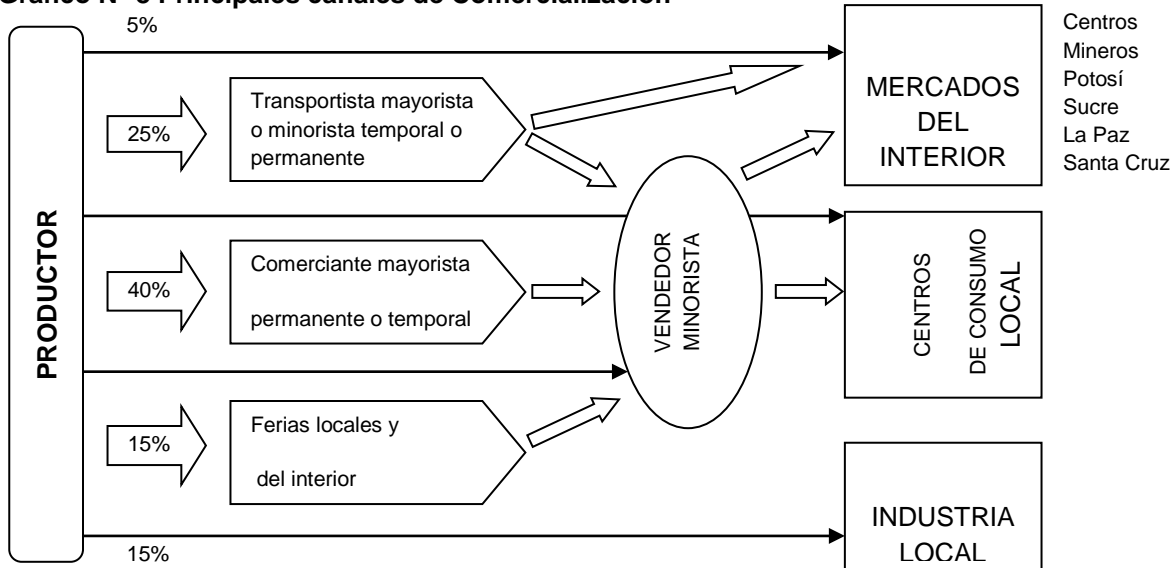 5%
Centros
Mineros
Potosí
Sucre
La Paz
Santa Cruz
MERCADOS
DEL
INTERIOR
Transportista mayorista
o minorista temporal o
permanente
25%
PRODUCTOR
Comerciante mayorista
permanente o temporal
40%
VENDEDOR
MINORISTA
CENTROS
DE CONSUMO
LOCAL
Ferias locales y
del interior
15%
INDUSTRIA
LOCAL
15%